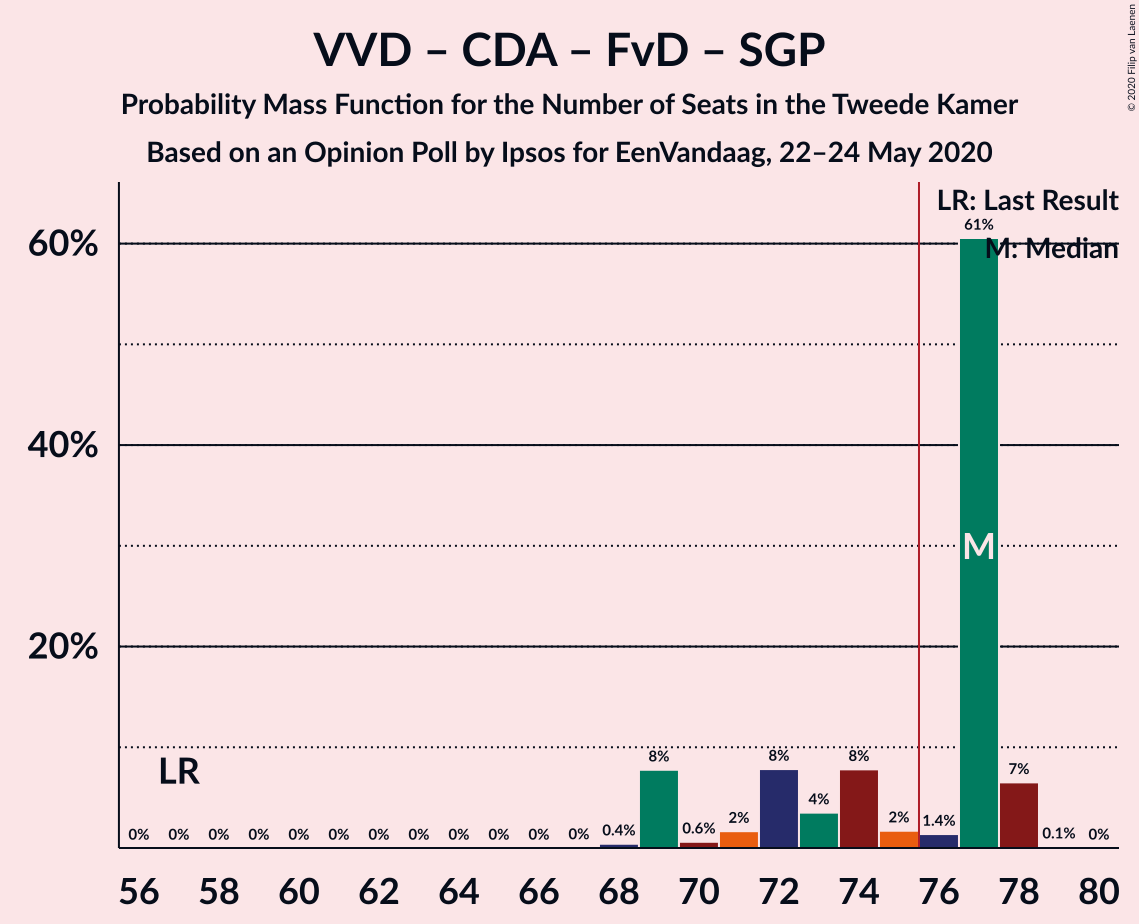 VVD – CDA – FvD – SGP
Probability Mass Function for the Number of Seats in the Tweede Kamer
Based on an Opinion Poll by Ipsos for EenVandaag, 22–24 May 2020
© 2020 Filip van Laenen
LR: Last Result
M: Median
60%
40%
20%
LR
M
0% 0% 0% 0% 0% 0% 0% 0% 0% 0% 0% 0% 0.4% 8% 0.6% 2% 8% 4% 8% 2% 1.4% 61% 7% 0.1% 0%
56 58 60 62 64 66 68 70 72 74 76 78 80